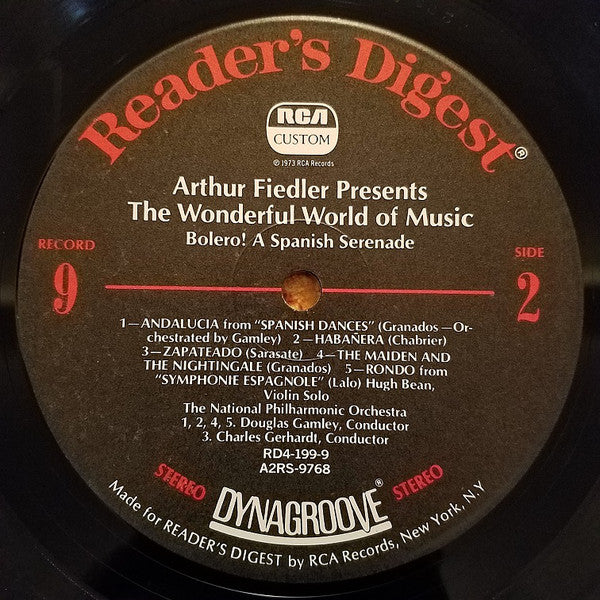 Reader's Digest®
RCA
CUSTOM
© 1973 RCA Records
Arthur Fiedler Presents
The Wonderful World of Music
Bolero! A Spanish Serenade
RECORD
9
SIDE
2
1—ANDALUCIA from "SPANISH DANCES" (Granados—Or-
chestrated by Gamley) 2—HABAÑERA (Chabrier)
3—ZAPATEADO (Sarasate) 4—THE MAIDEN AND
THE NIGHTINGALE (Granados) 5—RONDO from
"SYMPHONIE ESPAGNOLE" (Lalo) Hugh Bean,
Violin Solo
The National Philharmonic Orchestra
1, 2, 4, 5. Douglas Gamley, Conductor
3. Charles Gerhardt, Conductor
RD4-199-9
A2RS-9768
STEREO DYNAGROOVE® STEREO
Made for READER'S DIGEST by RCA Records, New York, N.Y